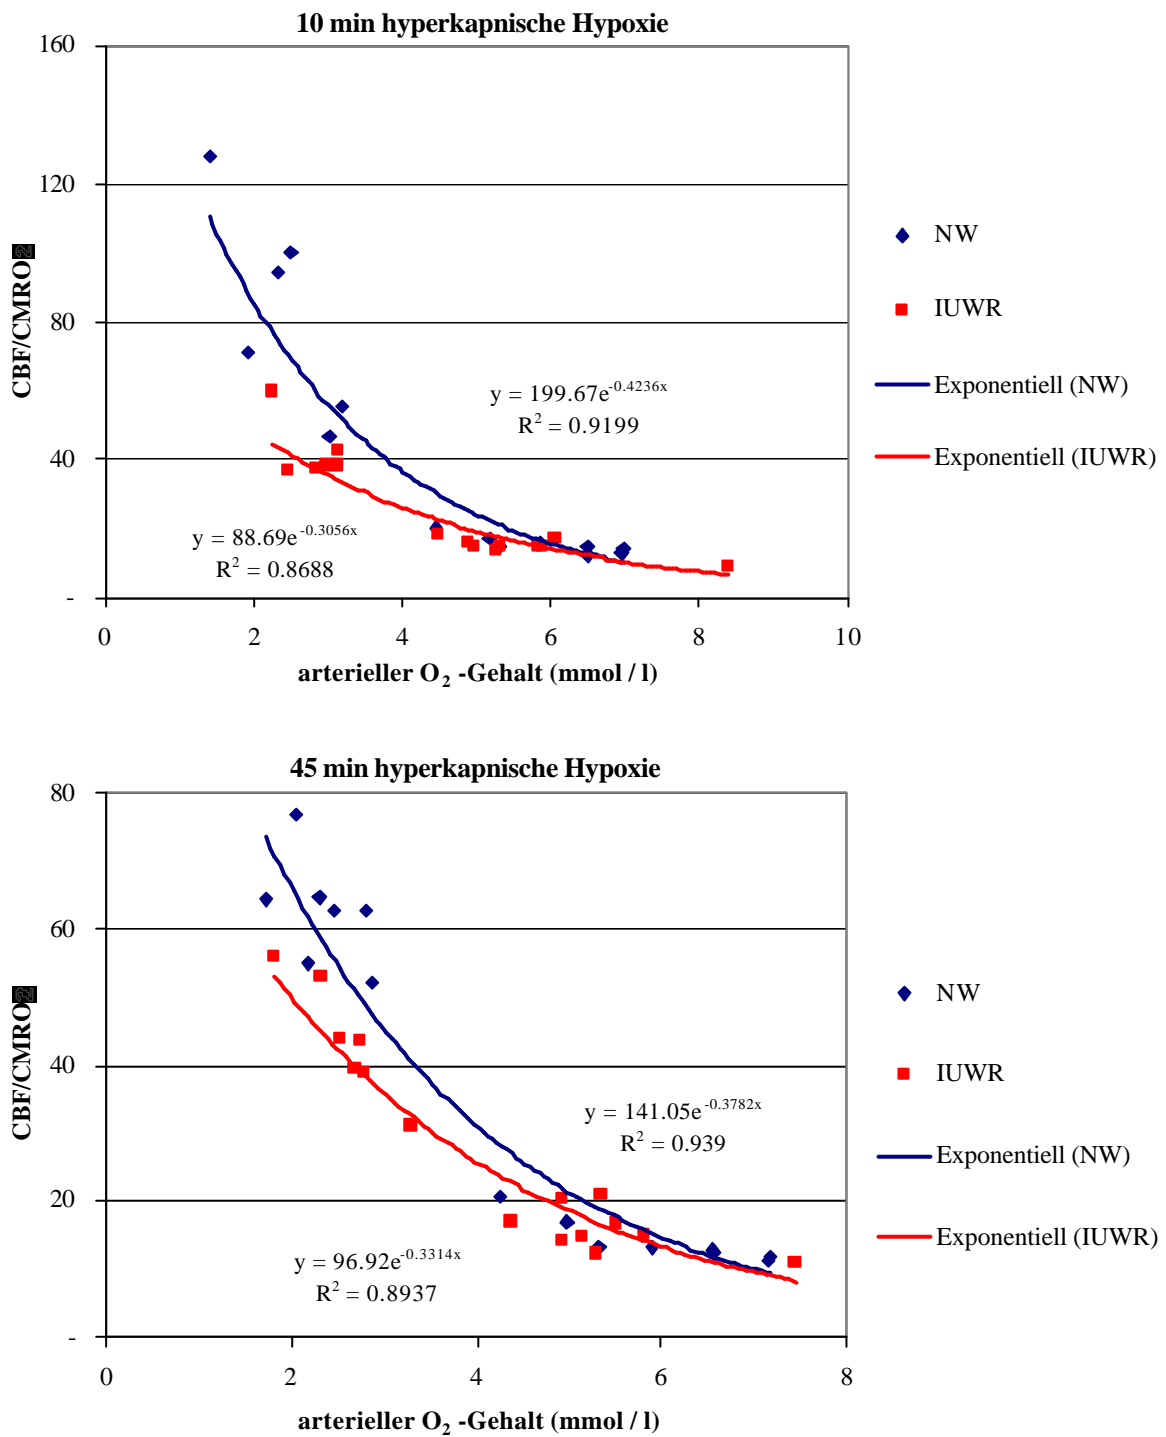 10 min hyperkapnische Hypoxie
160
120
80
40
-
0 2 4 6 8 10
CBF/CMRO2
arterieller O2 -Gehalt (mmol / l)
y = 199.67e^-0.4236x
R² = 0.9199
y = 88.69e^-0.3056x
R² = 0.8688
NW
IUWR
Exponentiell (NW)
Exponentiell (IUWR)
45 min hyperkapnische Hypoxie
80
60
40
20
-
0 2 4 6 8
CBF/CMRO2
arterieller O2 -Gehalt (mmol / l)
y = 141.05e^-0.3782x
R² = 0.939
y = 96.92e^-0.3314x
R² = 0.8937
NW
IUWR
Exponentiell (NW)
Exponentiell (IUWR)